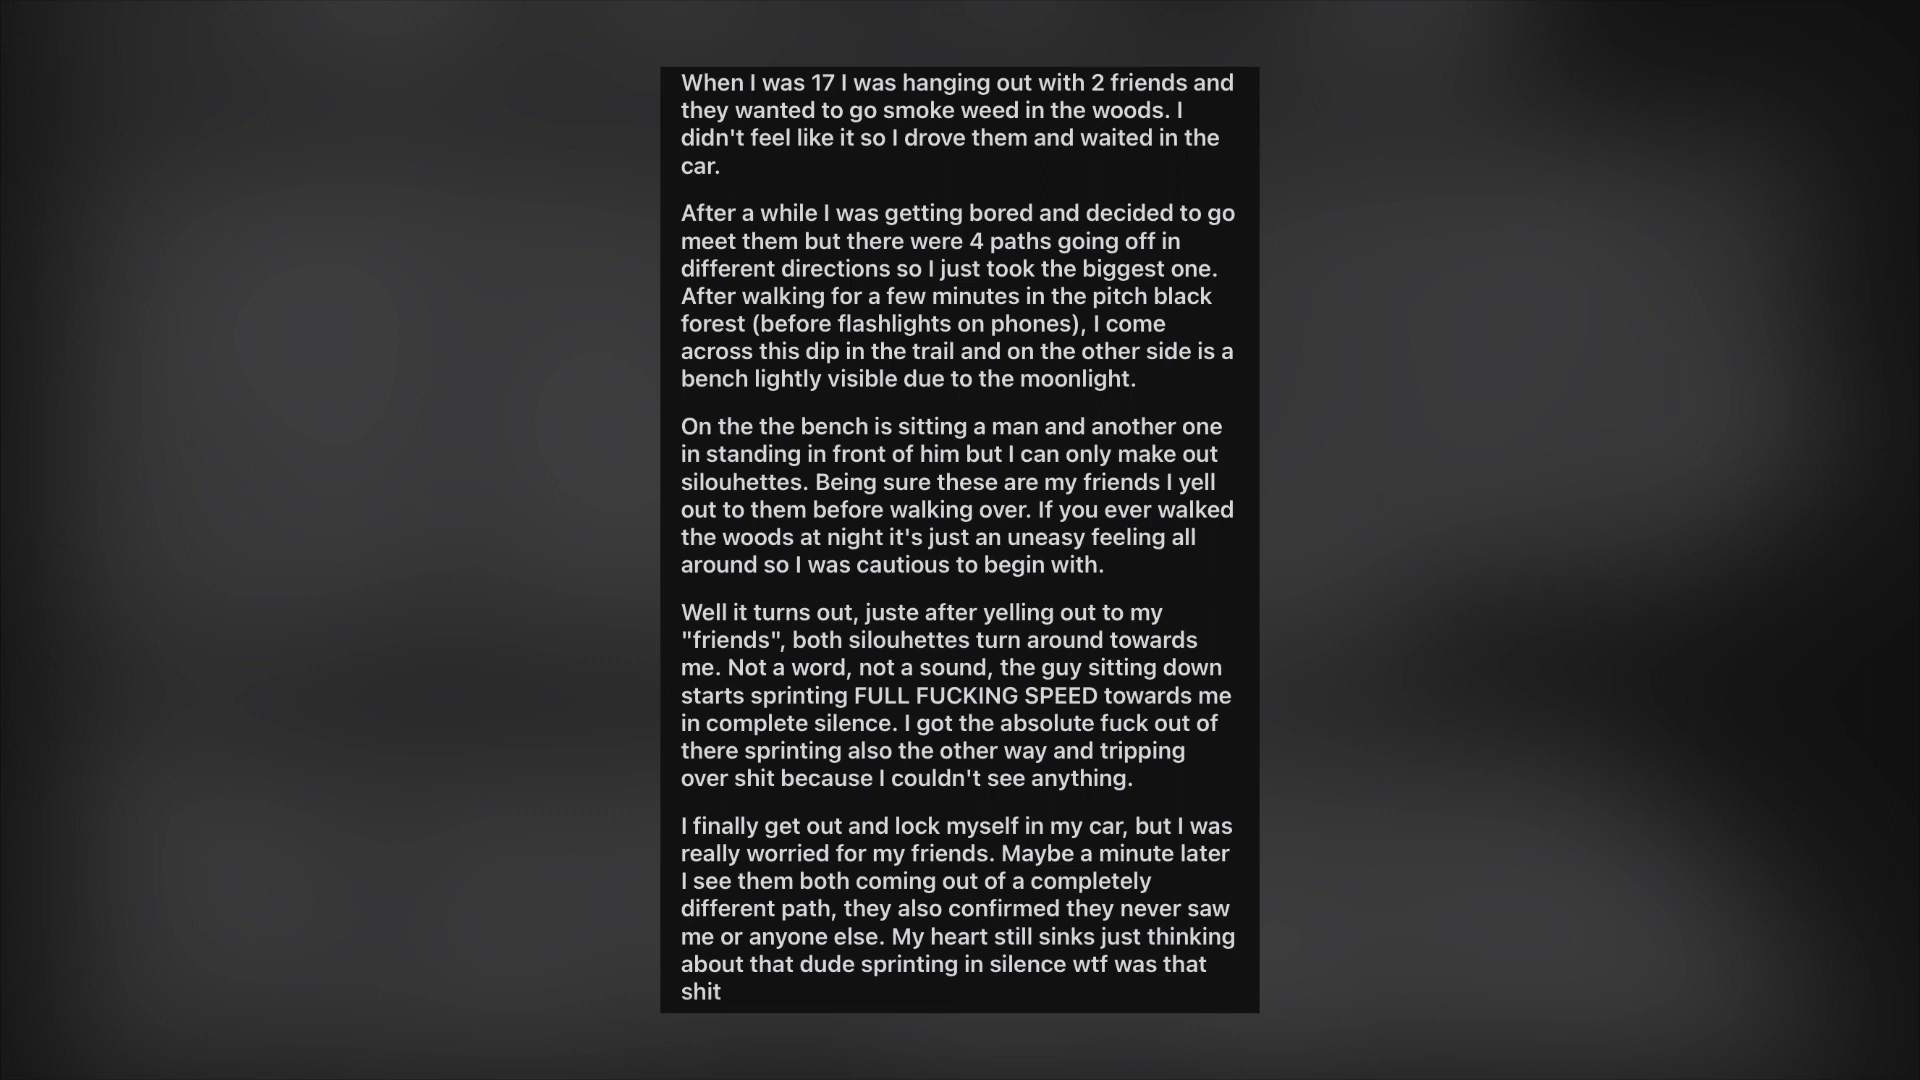 When I was 17 I was hanging out with 2 friends and
they wanted to go smoke weed in the woods. I
didn't feel like it so I drove them and waited in the
car.
After a while I was getting bored and decided to go
meet them but there were 4 paths going off in
different directions so I just took the biggest one.
After walking for a few minutes in the pitch black
forest (before flashlights on phones), I come
across this dip in the trail and on the other side is a
bench lightly visible due to the moonlight.
On the the bench is sitting a man and another one
in standing in front of him but I can only make out
silouhettes. Being sure these are my friends I yell
out to them before walking over. If you ever walked
the woods at night it's just an uneasy feeling all
around so I was cautious to begin with.
Well it turns out, juste after yelling out to my
"friends", both silouhettes turn around towards
me. Not a word, not a sound, the guy sitting down
starts sprinting FULL FUCKING SPEED towards me
in complete silence. I got the absolute fuck out of
there sprinting also the other way and tripping
over shit because I couldn't see anything.
I finally get out and lock myself in my car, but I was
really worried for my friends. Maybe a minute later
I see them both coming out of a completely
different path, they also confirmed they never saw
me or anyone else. My heart still sinks just thinking
about that dude sprinting in silence wtf was that
shit